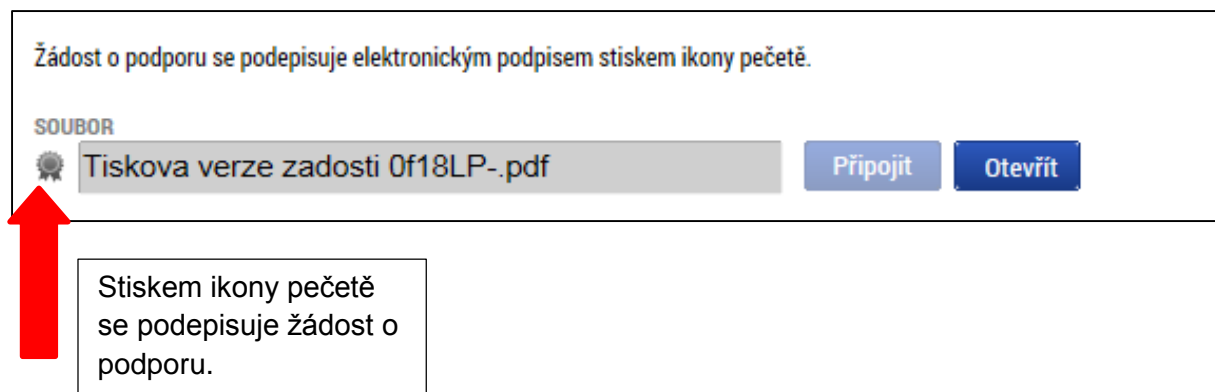 Žádost o podporu se podepisuje elektronickým podpisem stiskem ikony pečetě.
SOUBOR
Tiskova verze zadosti 0f18LP-.pdf
Připojit
Otevřít
Stiskem ikony pečetě
se podepisuje žádost o
podporu.